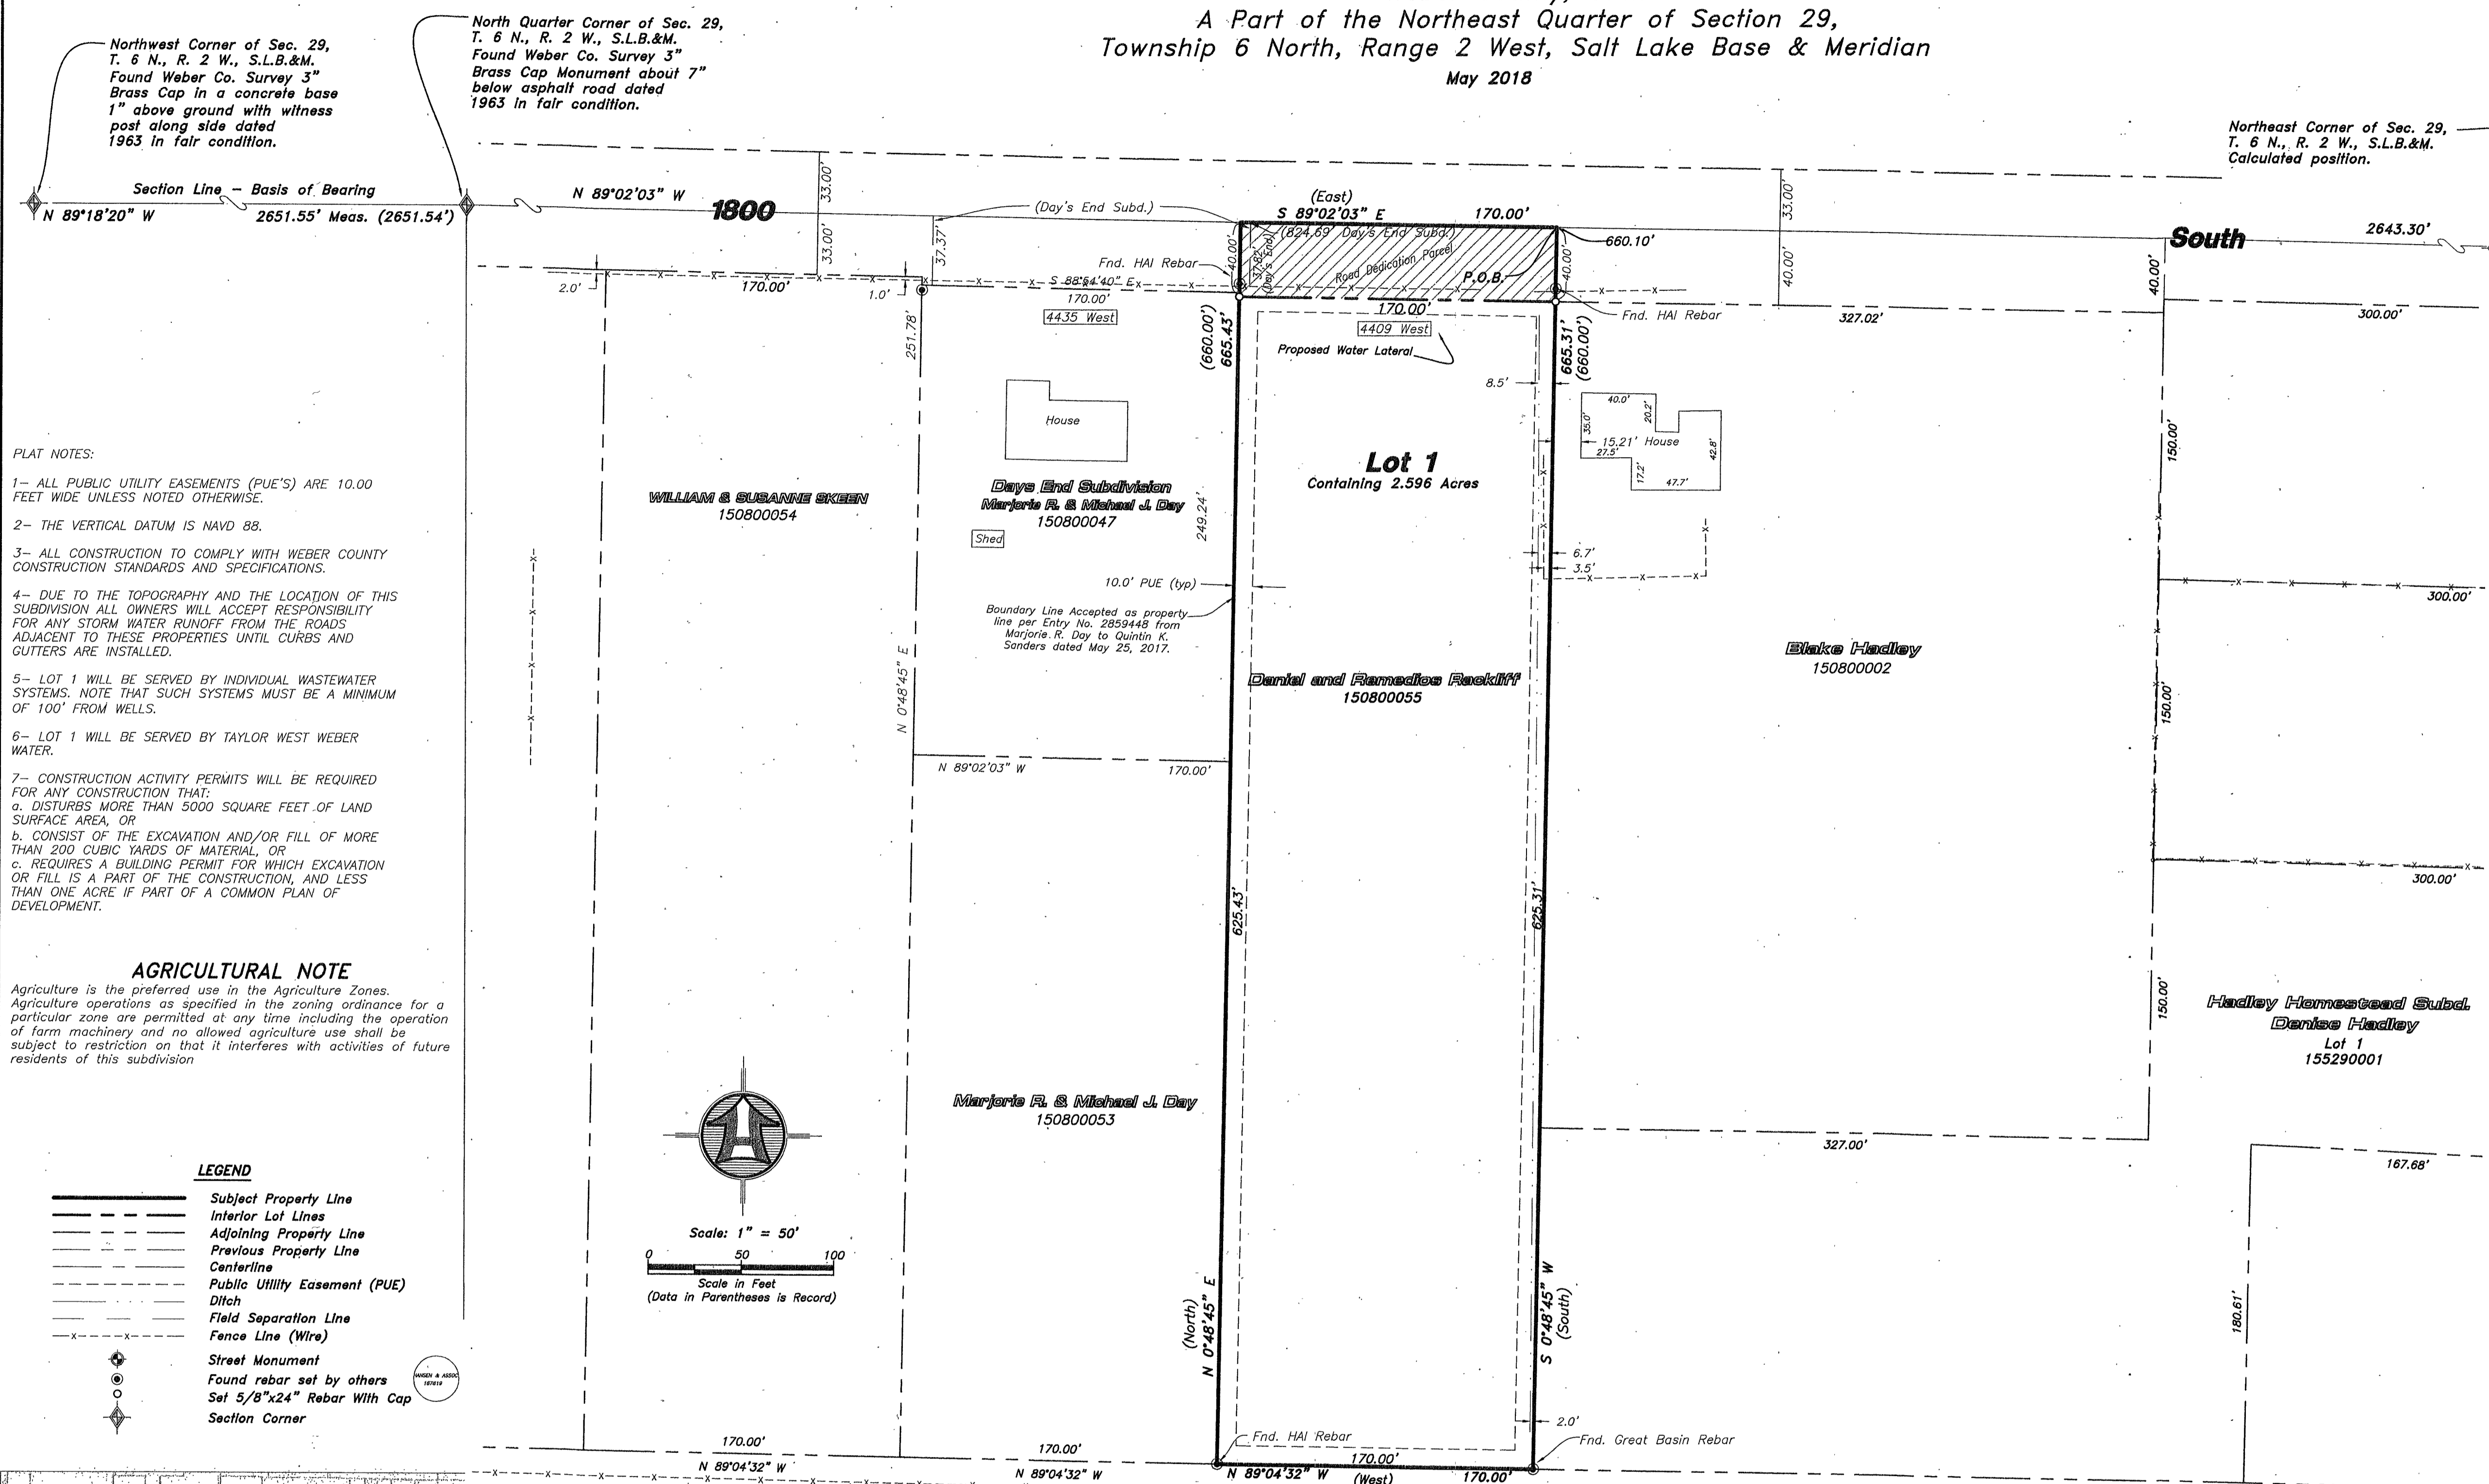 A Part of the Northeast Quarter of Section 29,
Township 6 North, Range 2 West, Salt Lake Base & Meridian
May 2018
Northwest Corner of Sec. 29,
T. 6 N., R. 2 W., S.L.B.&M.
Found Weber Co. Survey 3"
Brass Cap in a concrete base
1" above ground with witness
post along side dated
1963 in fair condition.
North Quarter Corner of Sec. 29,
T. 6 N., R. 2 W., S.L.B.&M.
Found Weber Co. Survey 3"
Brass Cap Monument about 7"
below asphalt road dated
1963 in fair condition.
Northeast Corner of Sec. 29,
T. 6 N., R. 2 W., S.L.B.&M.
Calculated position.
Section Line - Basis of Bearing
N 89°18'20" W
2651.55' Meas. (2651.54')
N 89°02'03" W
1800
33.00'
33.00'
37.37'
(Day's End Subd.)
(East)
S 89°02'03" E
170.00'
(824.69 Day's End Subd.)
Road Dedication Parcel
P.O.B.
660.10'
40.00'
37.82'
(Day's End)
40.00'
33.00'
40.00'
South
2643.30'
40.00'
Fnd. HAI Rebar
2.0'
170.00'
1.0'
S 88°54'40" E
170.00'
4435 West
170.00'
4409 West
Proposed Water Lateral
Fnd. HAI Rebar
327.02'
300.00'
251.78'
(660.00')
665.43'
665.31'
(660.00')
8.5'
House
40.0'
20.2'
35.0'
15.21' House
27.5'
17.2'
42.8'
47.7'
150.00'
Lot 1
Containing 2.596 Acres
WILLIAM & SUSANNE SKEEN
150800054
Days End Subdivision
Marjorie R. & Michael J. Day
150800047
Shed
249.24'
6.7'
3.5'
10.0' PUE (typ)
Boundary Line Accepted as property
line per Entry No. 2859448 from
Marjorie R. Day to Quintin K.
Sanders dated May 25, 2017.
N 0°48'45" E
Daniel and Remedios Rackliff
150800055
Blake Hadley
150800002
300.00'
150.00'
N 89°02'03" W
170.00'
300.00'
625.43'
625.31'
150.00'
Hadley Homestead Subd.
Denise Hadley
Lot 1
155290001
Marjorie R. & Michael J. Day
150800053
327.00'
167.68'
180.61'
(North)
N 0°48'45" E
S 0°48'45" W
(South)
2.0'
Fnd. HAI Rebar
Fnd. Great Basin Rebar
170.00'
N 89°04'32" W
170.00'
N 89°04'32" W
170.00'
N 89°04'32" W
(West)
170.00'
PLAT NOTES:
1- ALL PUBLIC UTILITY EASEMENTS (PUE'S) ARE 10.00
FEET WIDE UNLESS NOTED OTHERWISE.
2- THE VERTICAL DATUM IS NAVD 88.
3- ALL CONSTRUCTION TO COMPLY WITH WEBER COUNTY
CONSTRUCTION STANDARDS AND SPECIFICATIONS.
4- DUE TO THE TOPOGRAPHY AND THE LOCATION OF THIS
SUBDIVISION ALL OWNERS WILL ACCEPT RESPONSIBILITY
FOR ANY STORM WATER RUNOFF FROM THE ROADS
ADJACENT TO THESE PROPERTIES UNTIL CURBS AND
GUTTERS ARE INSTALLED.
5- LOT 1 WILL BE SERVED BY INDIVIDUAL WASTEWATER
SYSTEMS. NOTE THAT SUCH SYSTEMS MUST BE A MINIMUM
OF 100' FROM WELLS.
6- LOT 1 WILL BE SERVED BY TAYLOR WEST WEBER
WATER.
7- CONSTRUCTION ACTIVITY PERMITS WILL BE REQUIRED
FOR ANY CONSTRUCTION THAT:
a. DISTURBS MORE THAN 5000 SQUARE FEET OF LAND
SURFACE AREA, OR
b. CONSIST OF THE EXCAVATION AND/OR FILL OF MORE
THAN 200 CUBIC YARDS OF MATERIAL, OR
c. REQUIRES A BUILDING PERMIT FOR WHICH EXCAVATION
OR FILL IS A PART OF THE CONSTRUCTION, AND LESS
THAN ONE ACRE IF PART OF A COMMON PLAN OF
DEVELOPMENT.
AGRICULTURAL NOTE
Agriculture is the preferred use in the Agriculture Zones.
Agriculture operations as specified in the zoning ordinance for a
particular zone are permitted at any time including the operation
of farm machinery and no allowed agriculture use shall be
subject to restriction on that it interferes with activities of future
residents of this subdivision
LEGEND
Subject Property Line
Interior Lot Lines
Adjoining Property Line
Previous Property Line
Centerline
Public Utility Easement (PUE)
Ditch
Field Separation Line
Fence Line (Wire)
Street Monument
Found rebar set by others
Set 5/8"x24" Rebar With Cap
Section Corner
HANSEN & ASSOC.
167819
Scale: 1" = 50'
0 50 100
Scale in Feet
(Data in Parentheses is Record)